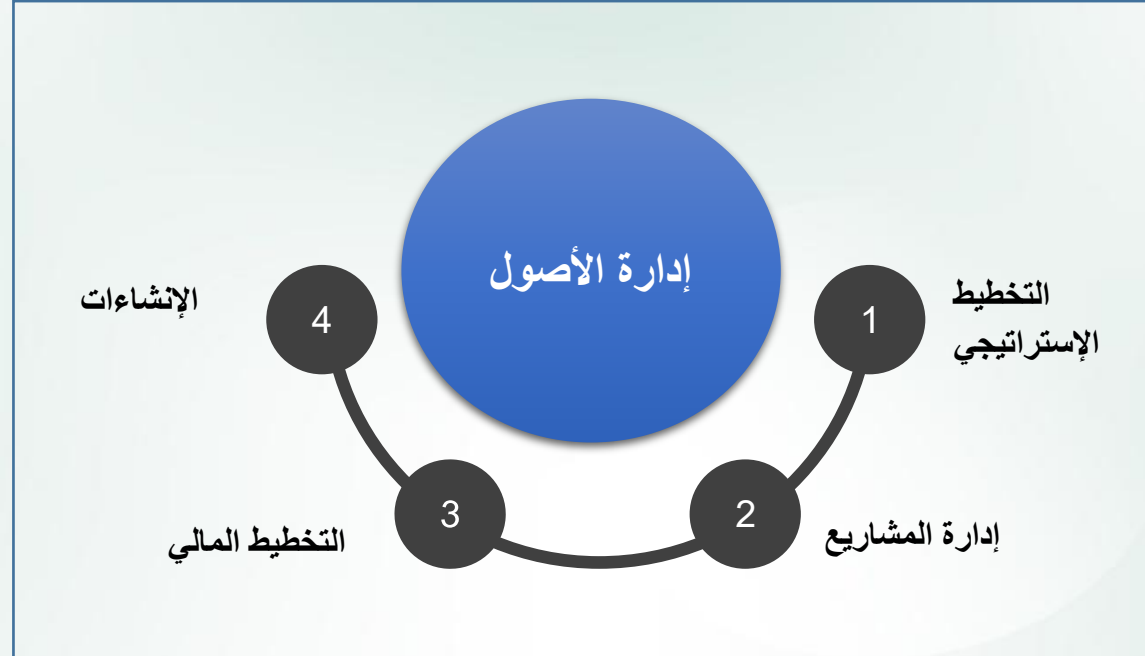 إدارة الأصول
1
التخطيط
الإستراتيجي
2
إدارة المشاريع
3
التخطيط المالي
4
الإنشاءات